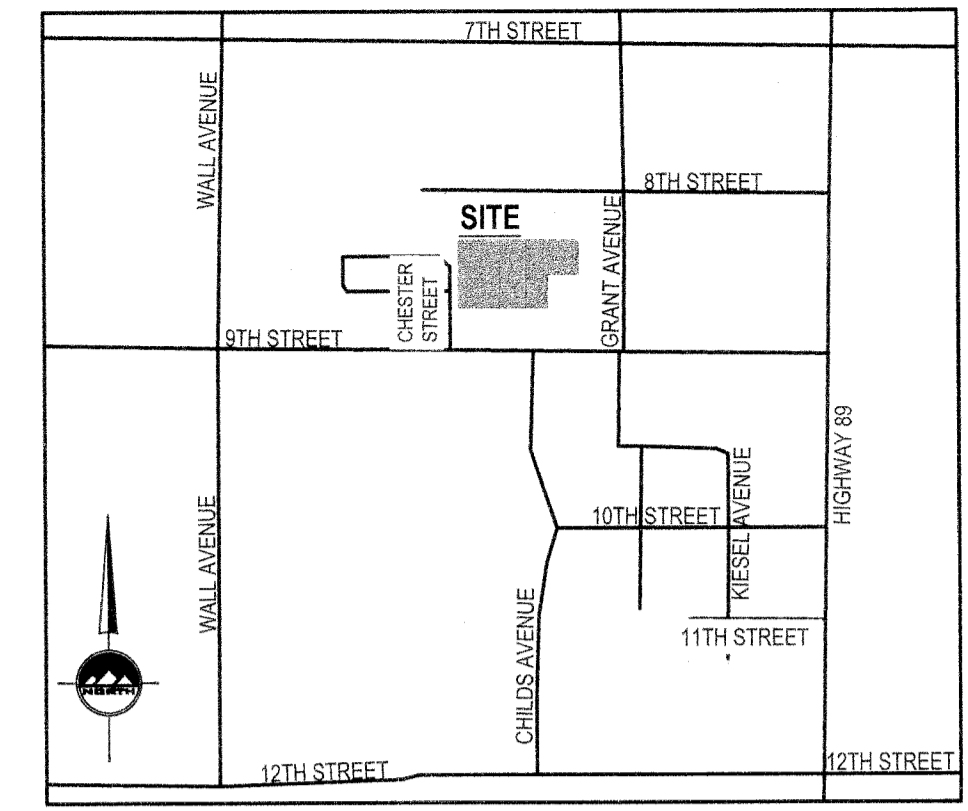 7TH STREET
WALL AVENUE
8TH STREET
SITE
GRANT AVENUE
CHESTER
STREET
9TH STREET
HIGHWAY 89
KIESEL AVENUE
10TH STREET
WALL AVENUE
CHILDS AVENUE
11TH STREET
NORTH
12TH STREET
12TH STREET